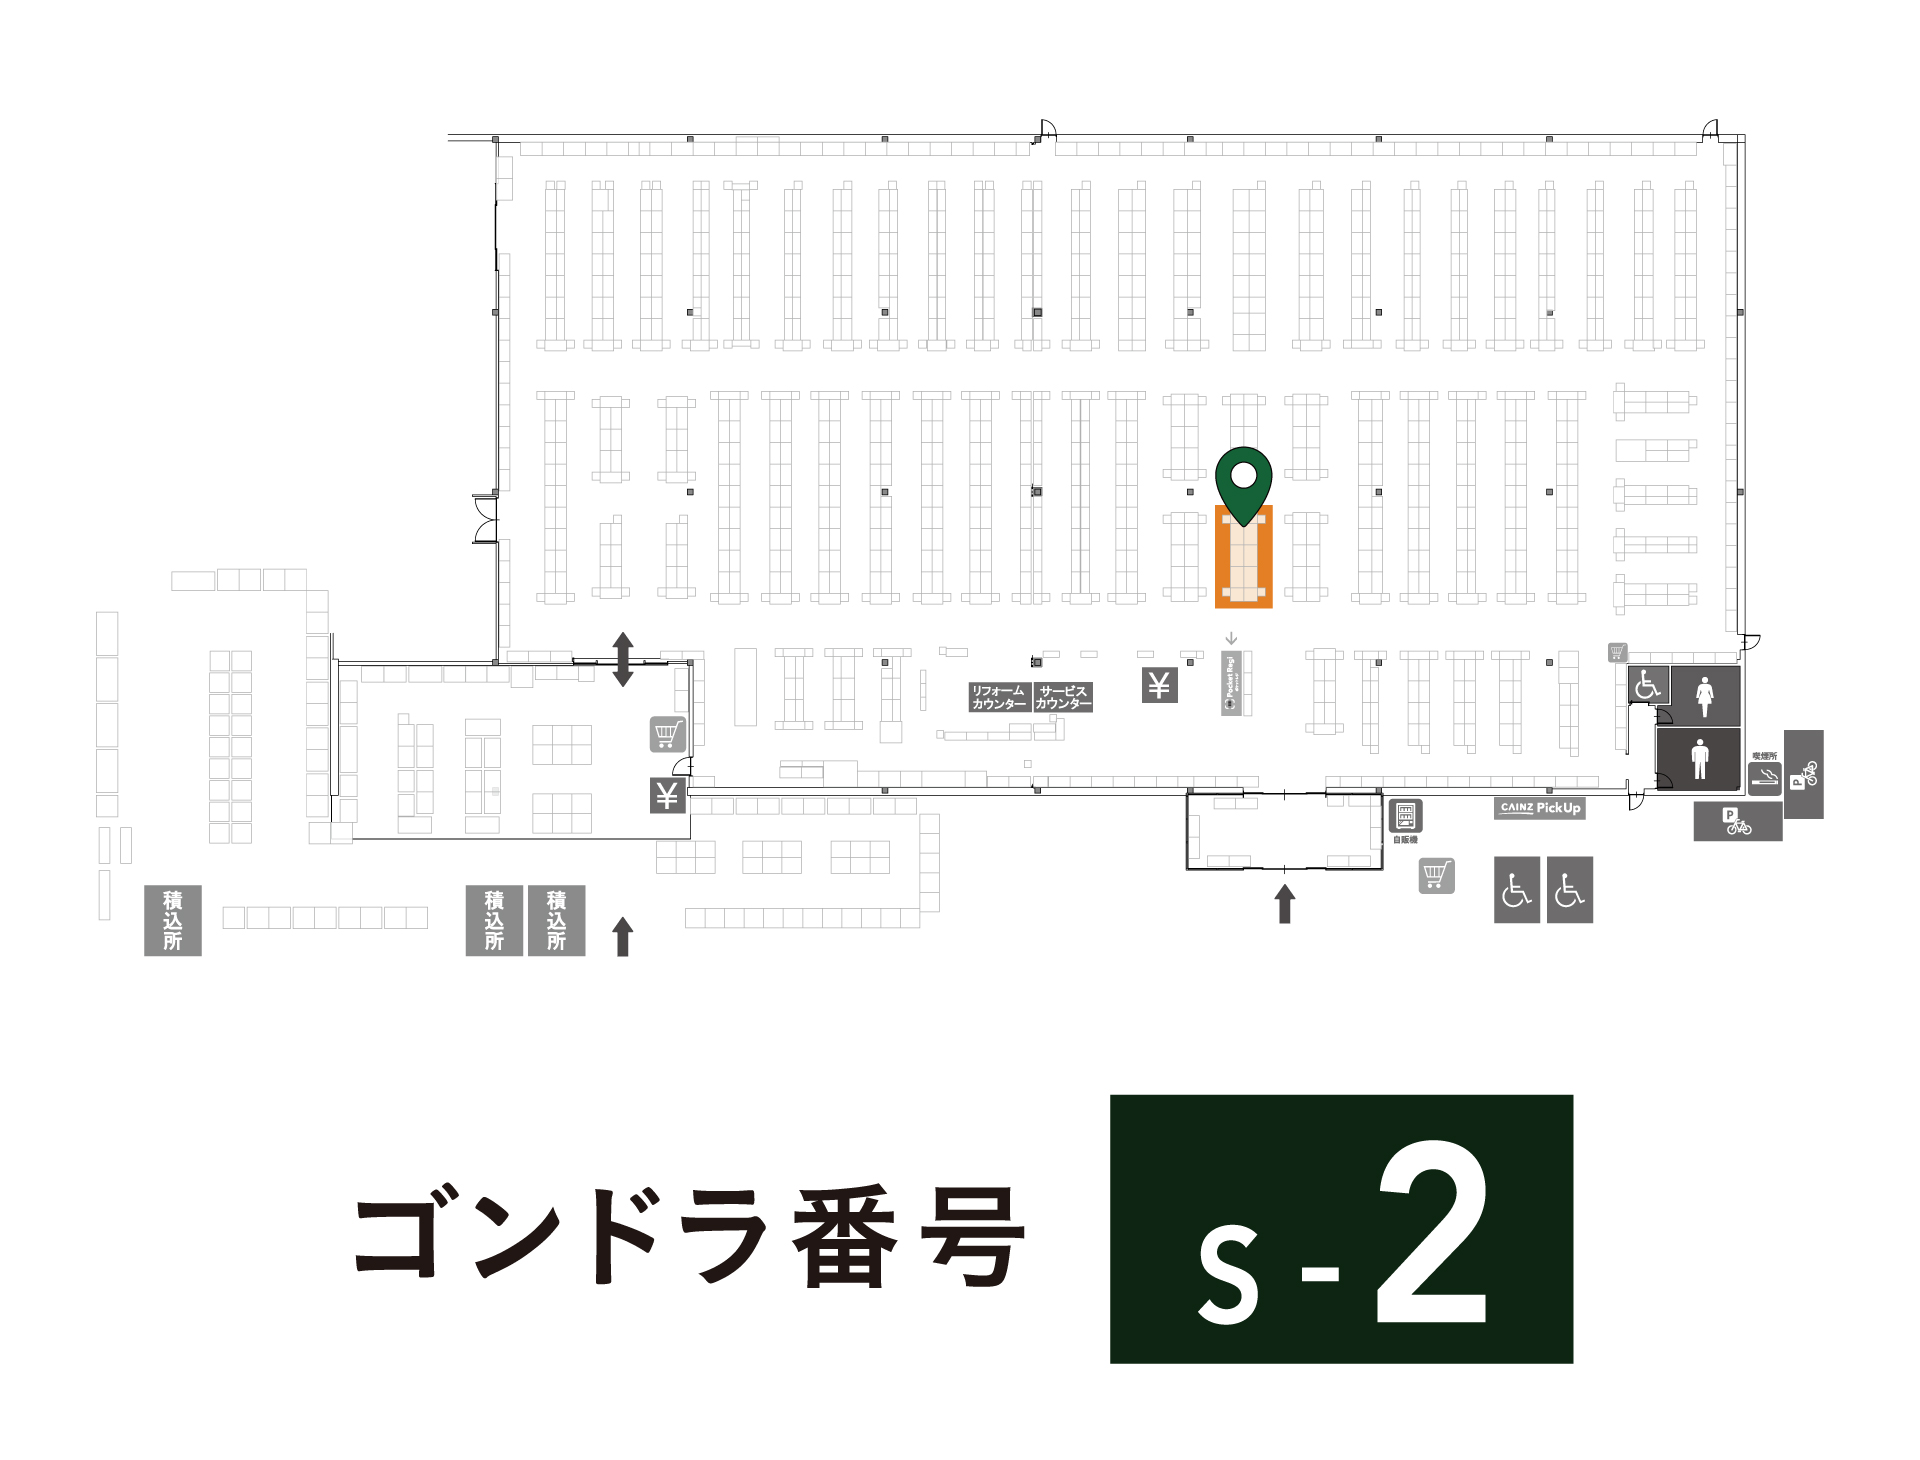 リフォーム
カウンター
サービス
カウンター
¥
Pocket Regi
¥
喫煙所
P
P
CAINZ PickUp
自販機
積込所
積込所
積込所
ゴンドラ番号
S-2